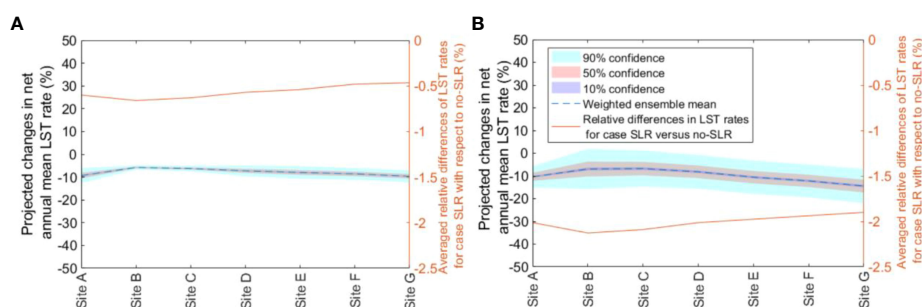 A
Projected changes in net
annual mean LST rate (%)
50
40
30
20
10
0
-10
-20
-30
-40
-50
Site A
Site B
Site C
Site D
Site E
Site F
Site G
0
-0.5
-1
-1.5
-2
-2.5
Averaged relative differences of LST rates
for case SLR with respect to no-SLR (%)
B
Projected changes in net
annual mean LST rate (%)
50
40
30
20
10
0
-10
-20
-30
-40
-50
90% confidence
50% confidence
10% confidence
Weighted ensemble mean
Relative differences in LST rates
for case SLR versus no-SLR
Site A
Site B
Site C
Site D
Site E
Site F
Site G
0
-0.5
-1
-1.5
-2
-2.5
Averaged relative differences of LST rates
for case SLR with respect to no-SLR (%)